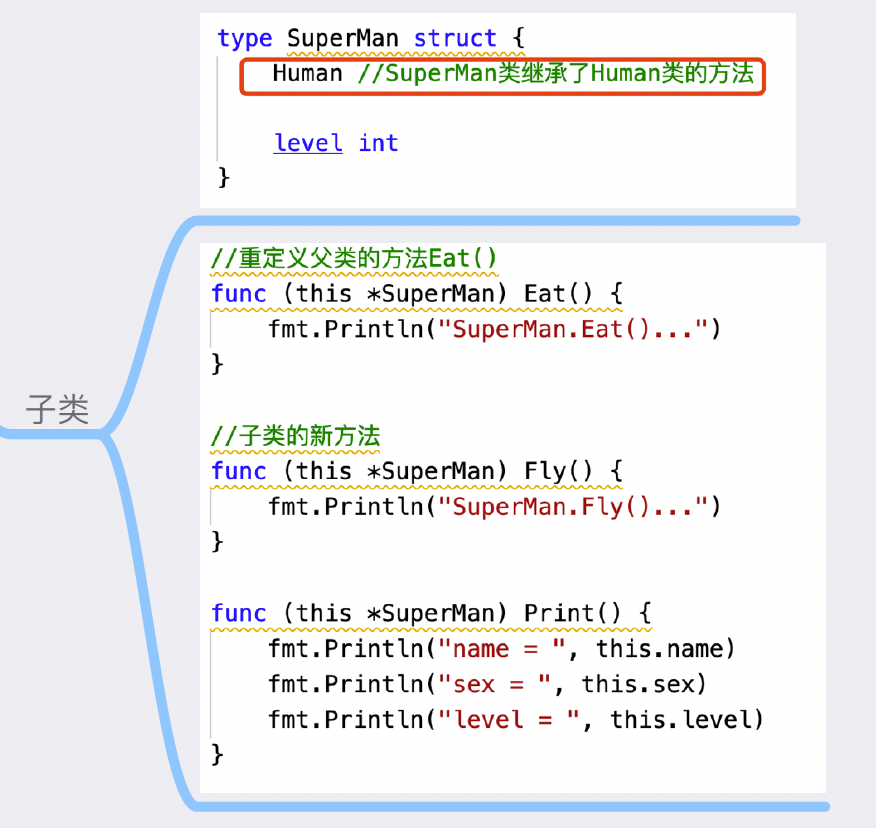 type SuperMan struct {
Human //SuperMan类继承了Human类的方法
level int
}
//重定义父类的方法Eat()
func (this *SuperMan) Eat() {
fmt.Println("SuperMan.Eat()...")
}
子类
//子类的新方法
func (this *SuperMan) Fly() {
fmt.Println("SuperMan.Fly()...")
}
func (this *SuperMan) Print() {
fmt.Println("name = ", this.name)
fmt.Println("sex = ", this.sex)
fmt.Println("level = ", this.level)
}